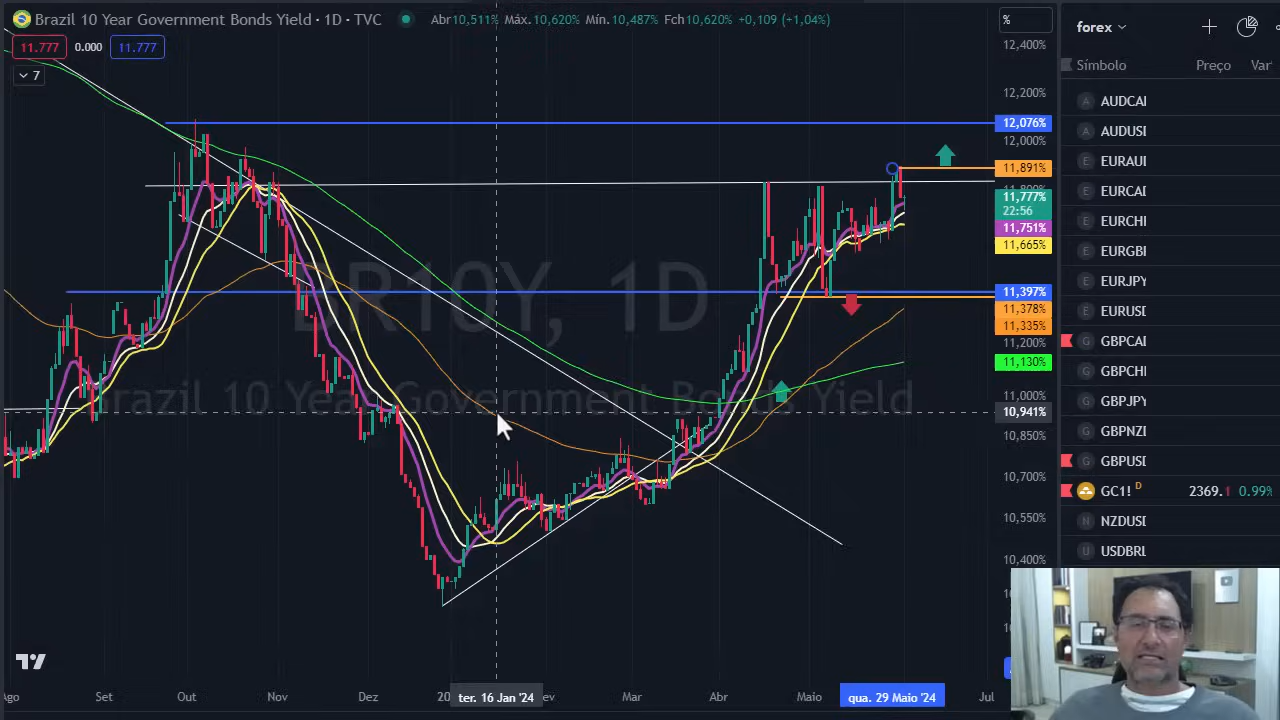 Brazil 10 Year Government Bonds Yield · 1D · TVC
Abr10,511% Máx.10,620% Mín.10,487% Fch10,620% +0,109 (+1,04%)
11.777 0.000 11.777
7
BR10Y, 1D
Brazil 10 Year Government Bonds Yield
%
12,400%
12,200%
12,076%
12,000%
11,891%
11,800%
11,777%
22:56
11,751%
11,665%
11,397%
11,378%
11,335%
11,200%
11,130%
11,000%
10,941%
10,850%
10,700%
10,550%
10,400%
Ago Set Out Nov Dez 20 ter. 16 Jan '24 ev Mar Abr Maio qua. 29 Maio '24 Jul
forex
Símbolo Preço Var
A AUDCAI
A AUDUSI
E EURAUI
E EURCAI
E EURCHI
E EURGBI
E EURJPY
E EURUSI
G GBPCAI
G GBPCHI
G GBPJPY
G GBPNZI
G GBPUSI
GC1! D 2369.1 0.99%
N NZDUSI
U USDBRL